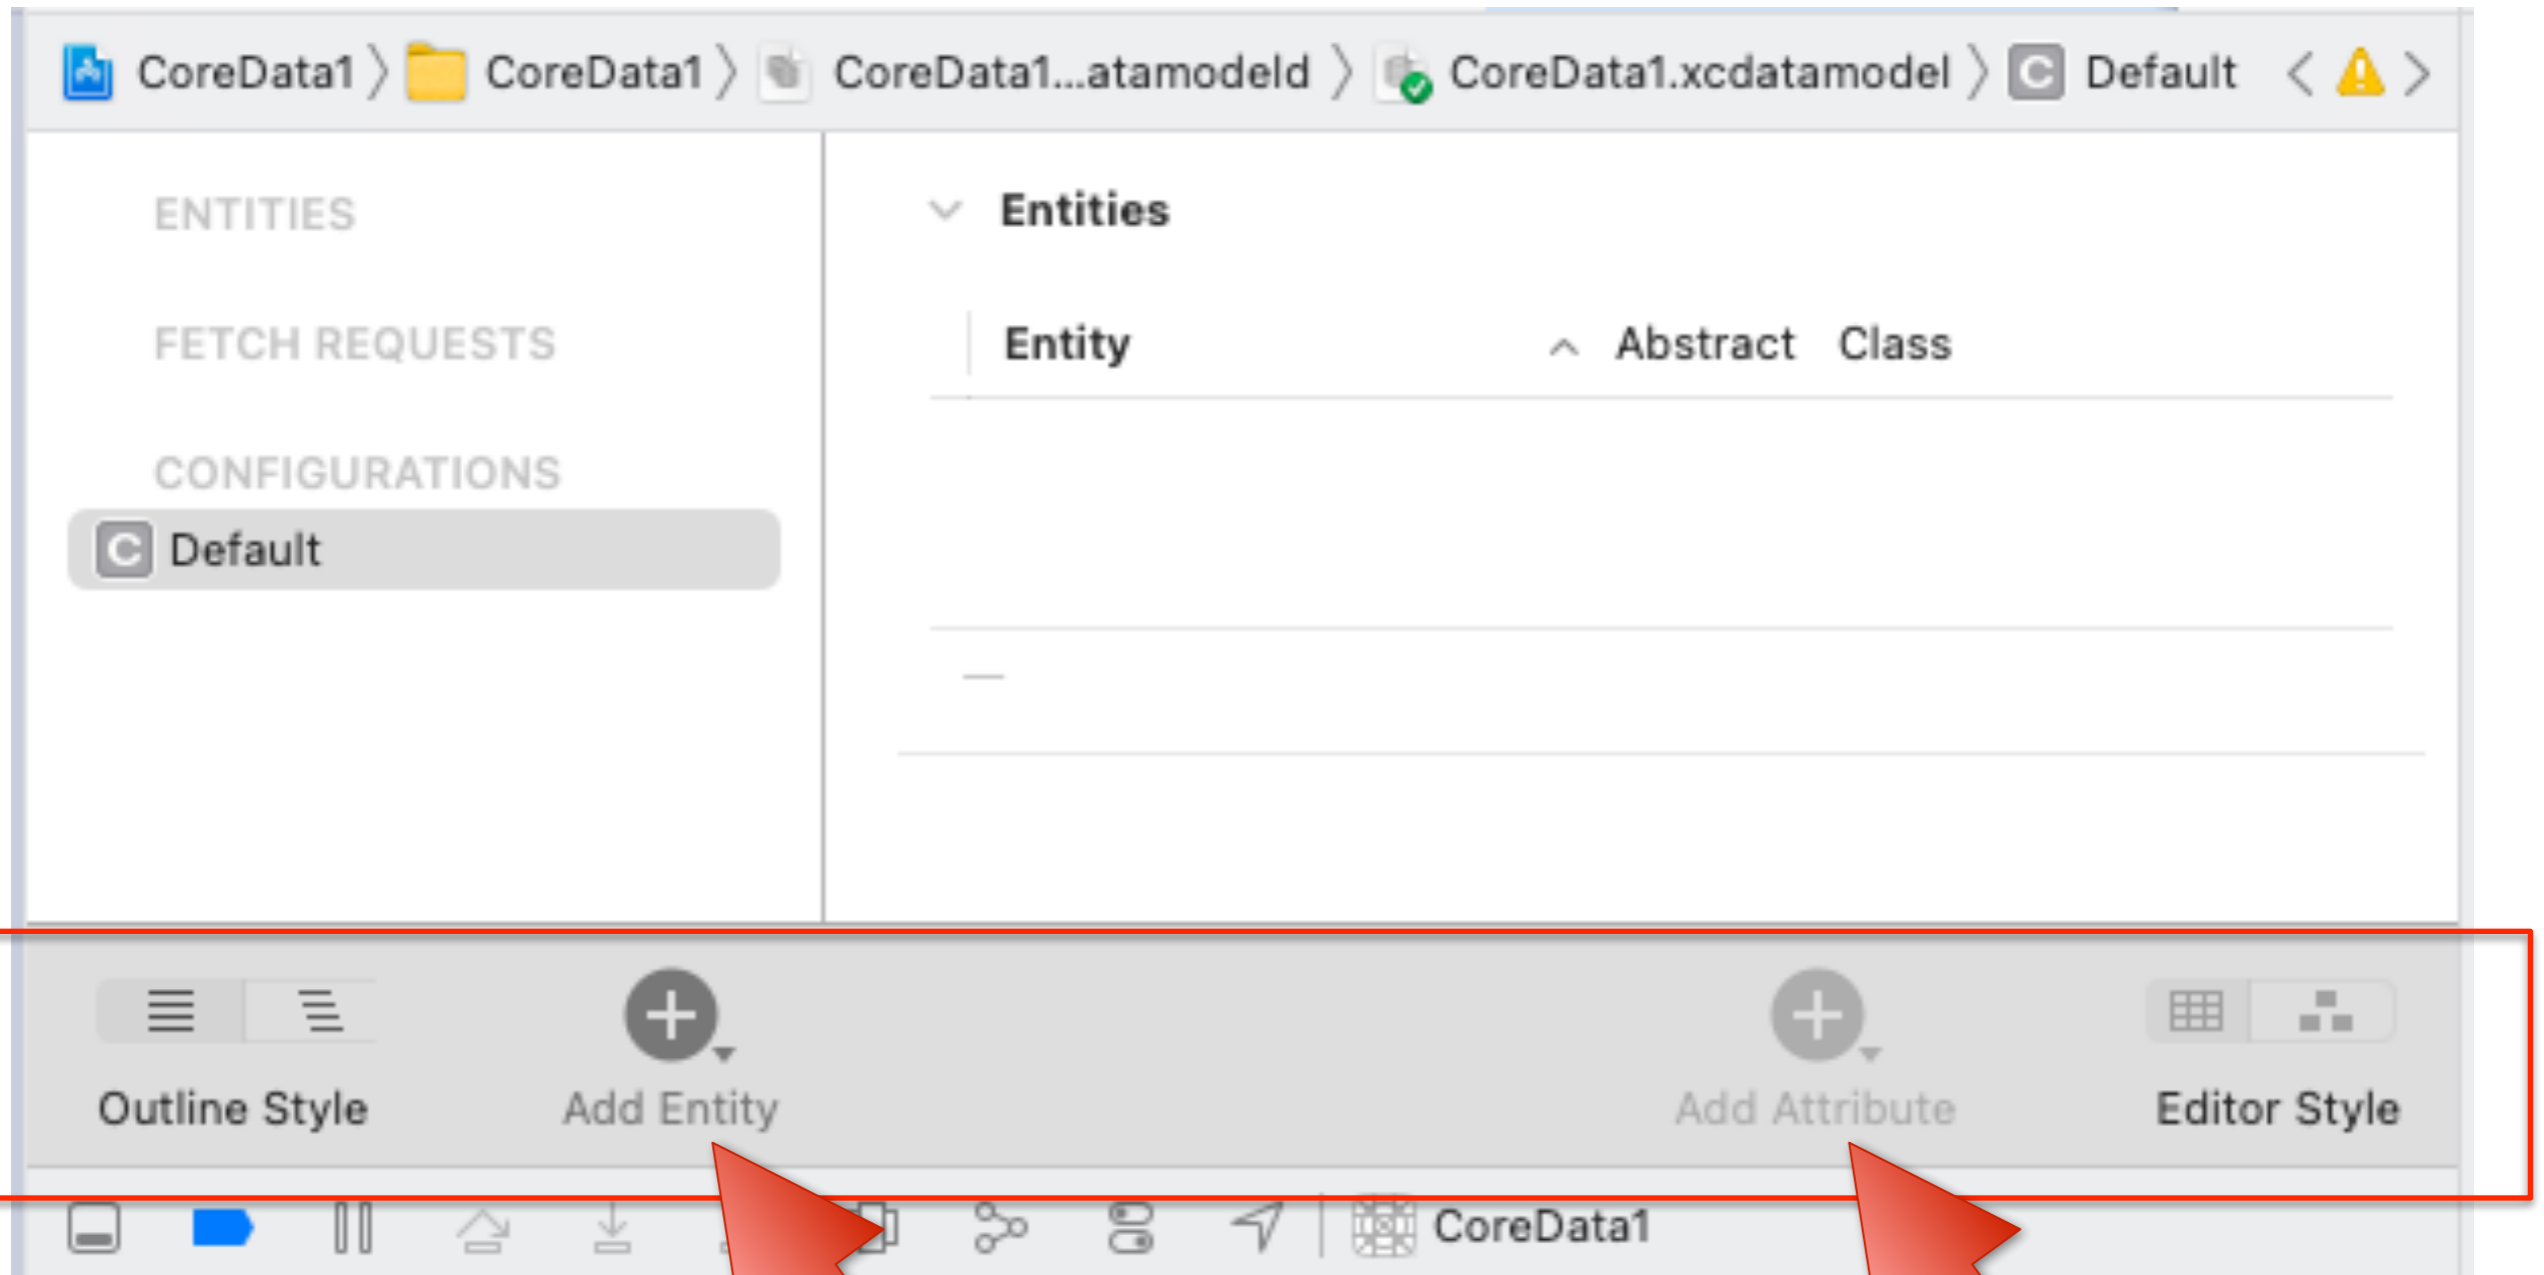 CoreData1 CoreData1 CoreData1...atamodeld CoreData1.xcdatamodel C Default
ENTITIES
FETCH REQUESTS
CONFIGURATIONS
C Default
Entities
Entity Abstract Class
Outline Style Add Entity Add Attribute Editor Style
CoreData1